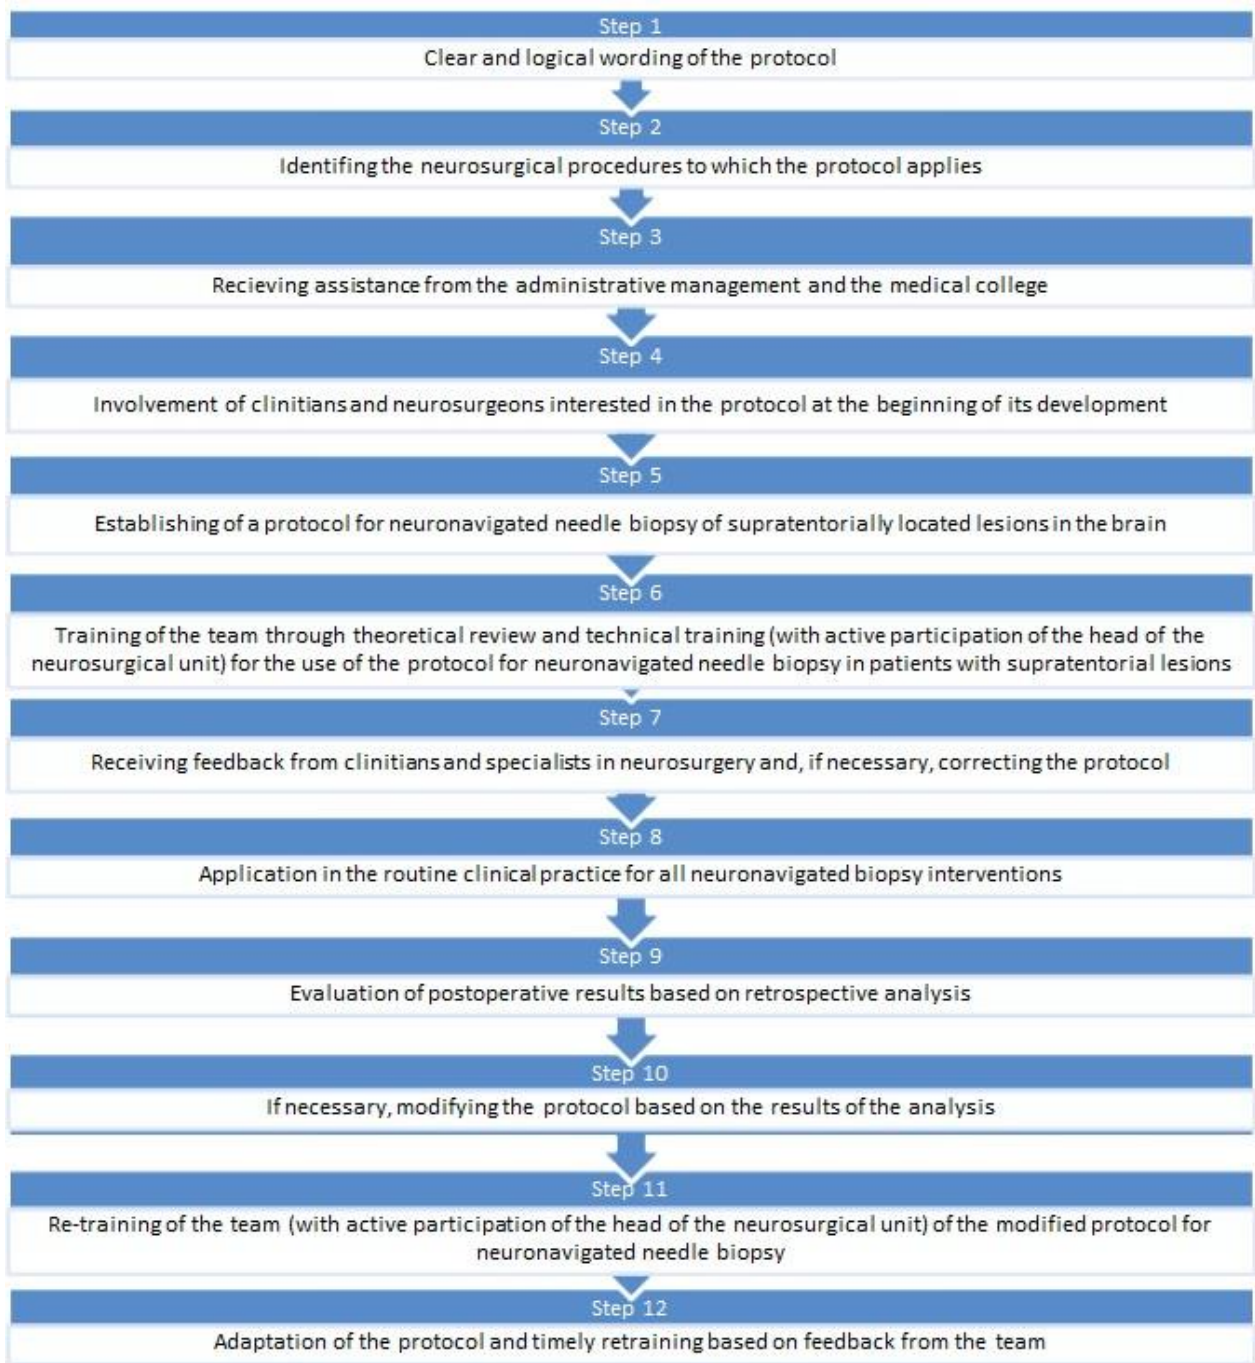 Step 1
Clear and logical wording of the protocol
Step 2
Identifing the neurosurgical procedures to which the protocol applies
Step 3
Recieving assistance from the administrative management and the medical college
Step 4
Involvement of clinitians and neurosurgeons interested in the protocol at the beginning of its development
Step 5
Establishing of a protocol for neuronavigated needle biopsy of supratentorially located lesions in the brain
Step 6
Training of the team through theoretical review and technical training (with active participation of the head of the
neurosurgical unit) for the use of the protocol for neuronavigated needle biopsy in patients with supratentorial lesions
Step 7
Receiving feedback from clinitians and specialists in neurosurgery and, if necessary, correcting the protocol
Step 8
Application in the routine clinical practice for all neuronavigated biopsy interventions
Step 9
Evaluation of postoperative results based on retrospective analysis
Step 10
If necessary, modifying the protocol based on the results of the analysis
Step 11
Re-training of the team (with active participation of the head of the neurosurgical unit) of the modified protocol for
neuronavigated needle biopsy
Step 12
Adaptation of the protocol and timely retraining based on feedback from the team